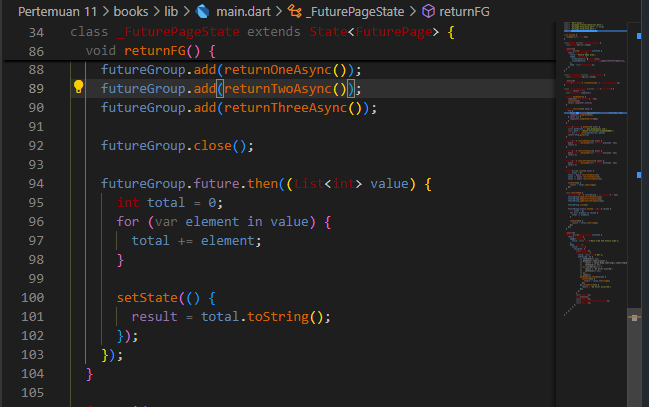 Pertemuan 11 > books > lib > main.dart > _FuturePageState > returnFG
34 class _FuturePageState extends State<FuturePage> {
86 void returnFG() {
88 futureGroup.add(returnOneAsync());
89 futureGroup.add(returnTwoAsync());
90 futureGroup.add(returnThreeAsync());
91
92 futureGroup.close();
93
94 futureGroup.future.then((List<int> value) {
95 int total = 0;
96 for (var element in value) {
97 total += element;
98 }
99
100 setState(() {
101 result = total.toString();
102 });
103 });
104 }
105